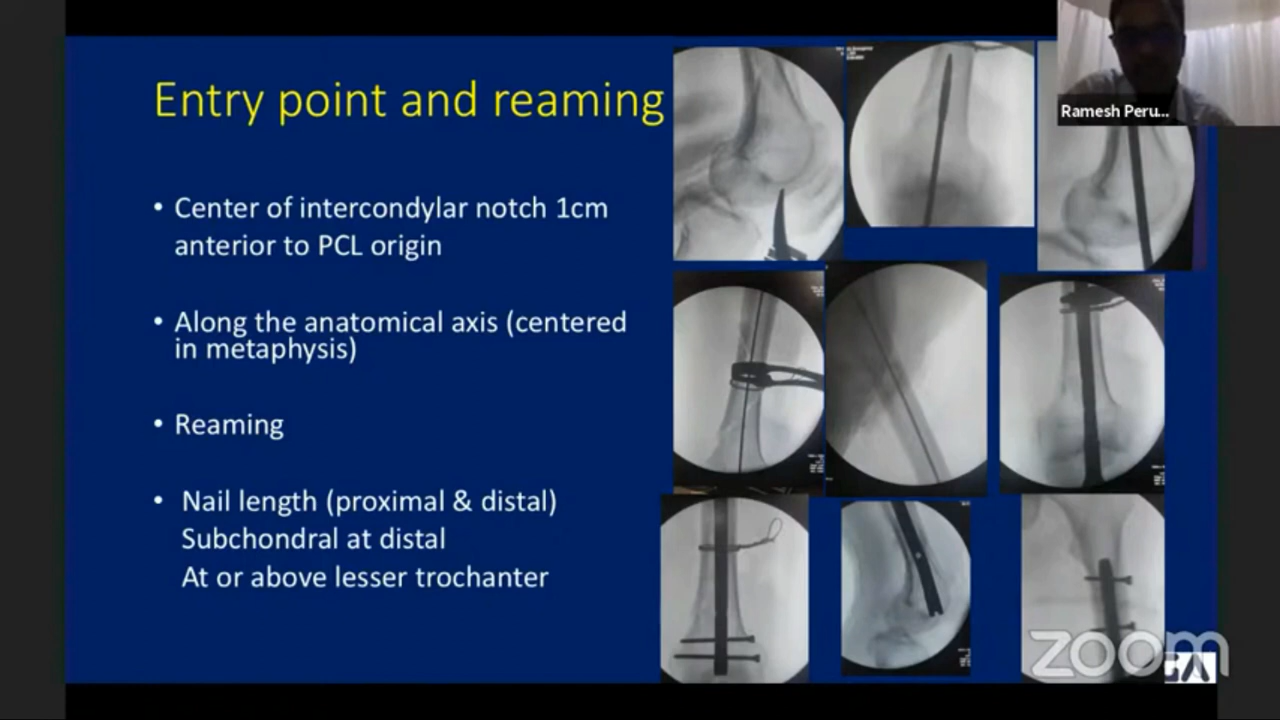 Entry point and reaming
Ramesh Peru...
• Center of intercondylar notch 1cm
anterior to PCL origin
• Along the anatomical axis (centered
in metaphysis)
• Reaming
• Nail length (proximal & distal)
Subchondral at distal
At or above lesser trochanter
zoom